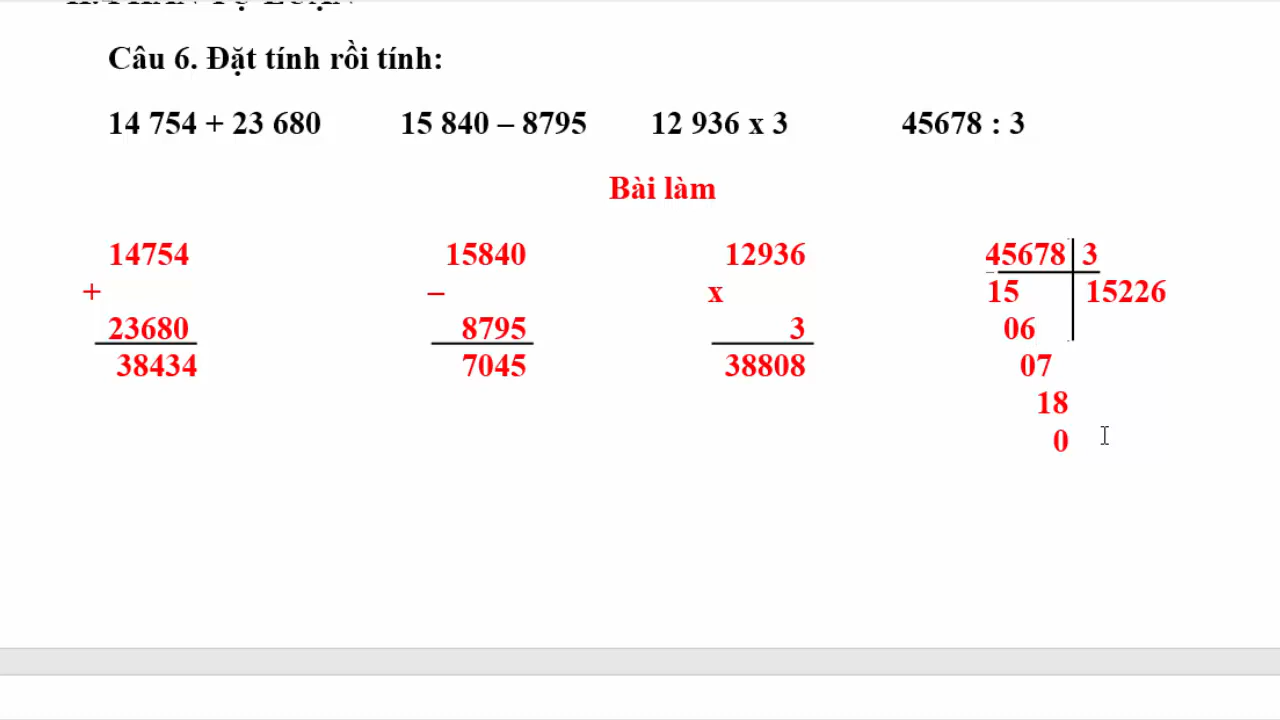 Câu 6. Đặt tính rồi tính:
14 754 + 23 680 15 840 – 8795 12 936 x 3 45678 : 3
Bài làm
14754 15840 12936 45678 3
+ – x 15 15226
23680 8795 3 06
38434 7045 38808 07
18
0